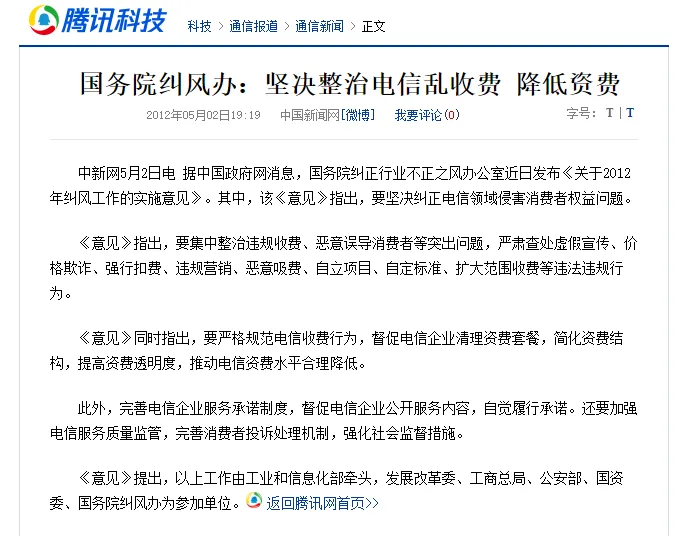 腾讯科技 科技 > 通信报道 > 通信新闻 > 正文
国务院纠风办：坚决整治电信乱收费 降低资费
2012年05月02日19:19 中国新闻网[微博] 我要评论(0) 字号： T | T
中新网5月2日电 据中国政府网消息，国务院纠正行业不正之风办公室近日发布《关于2012
年纠风工作的实施意见》。其中，该《意见》指出，要坚决纠正电信领域侵害消费者权益问题。
《意见》指出，要集中整治违规收费、恶意误导消费者等突出问题，严肃查处虚假宣传、价
格欺诈、强行扣费、违规营销、恶意吸费、自立项目、自定标准、扩大范围收费等违法违规行
为。
《意见》同时指出，要严格规范电信收费行为，督促电信企业清理资费套餐，简化资费结
构，提高资费透明度，推动电信资费水平合理降低。
此外，完善电信企业服务承诺制度，督促电信企业公开服务内容，自觉履行承诺。还要加强
电信服务质量监管，完善消费者投诉处理机制，强化社会监督措施。
《意见》提出，以上工作由工业和信息化部牵头，发展改革委、工商总局、公安部、国资
委、国务院纠风办为参加单位。 返回腾讯网首页>>